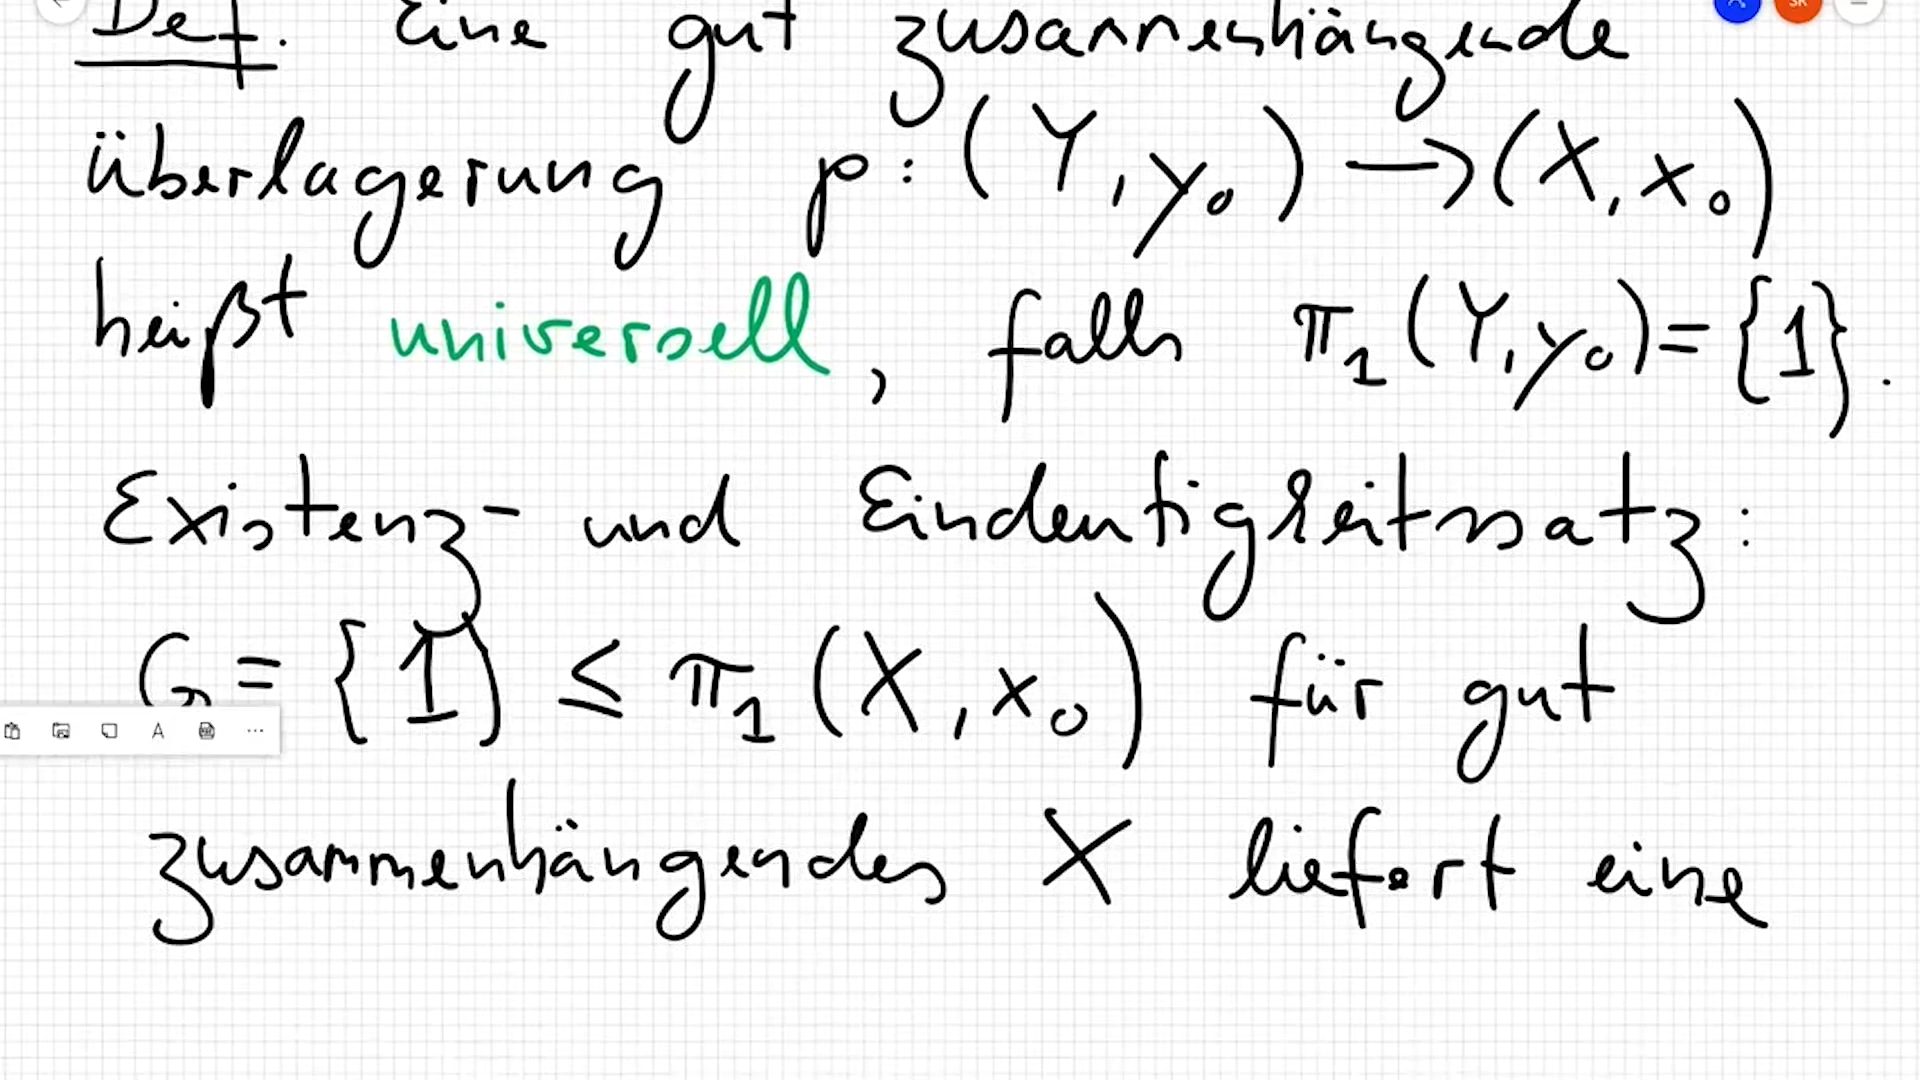 Def. Eine gut zusammenhängende
Überlagerung p: (Y, y₀) → (X, x₀)
heißt universell, falls π₁(Y, y₀) = {1}.
Existenz- und Eindeutigkeitssatz:
G = {1} ≤ π₁(X, x₀) für gut
zusammenhängendes X liefert eine